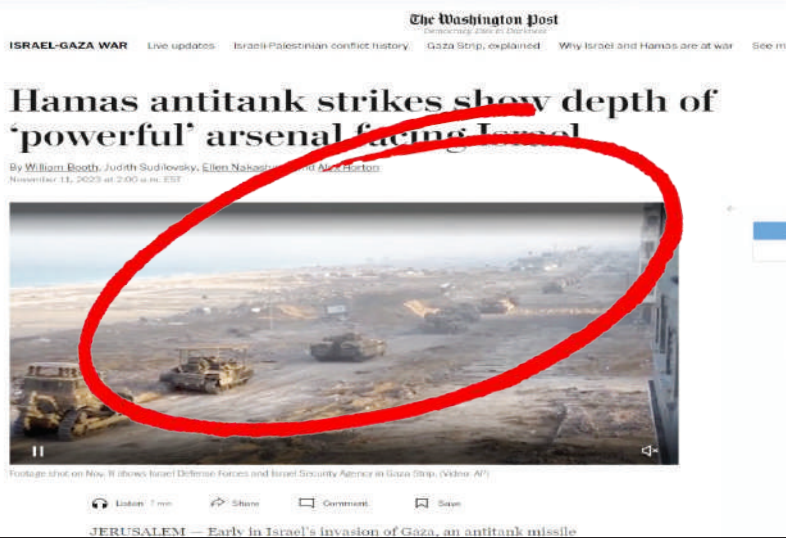 The Washington Post
Democracy Dies in Darkness
ISRAEL-GAZA WAR Live updates Israeli-Palestinian conflict history Gaza Strip, explained Why Israel and Hamas are at war See m
Hamas antitank strikes show depth of
‘powerful’ arsenal facing Israel
By William Booth, Judith Sudilovsky, Ellen and Alex Horton
November 11, 2023 at 2:00 a.m. EST
Footage shot on Nov. 8 shows Israel Defense Forces and Israel Security Agency in Gaza Strip. (Video: AP)
Listen 7 min Share Comment Save
JERUSALEM — Early in Israel's invasion of Gaza, an antitank missile